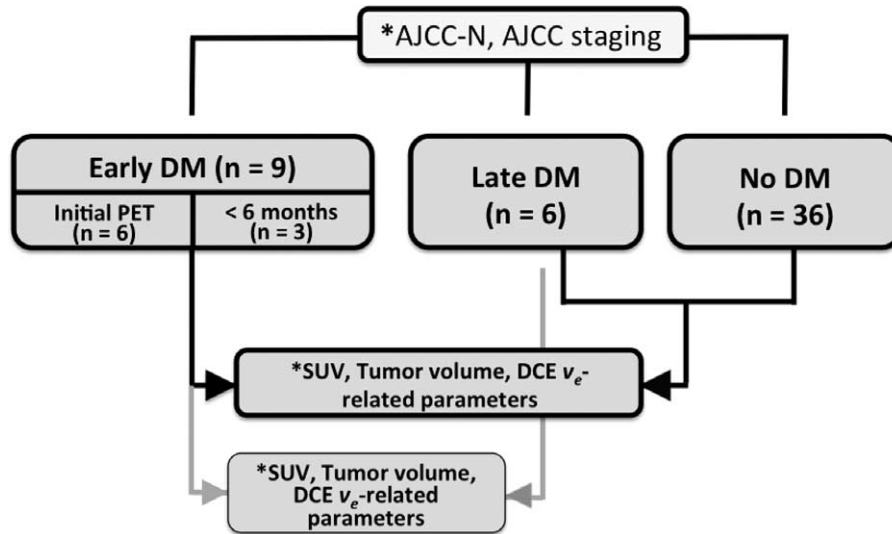 *AJCC-N, AJCC staging
Early DM (n = 9)
Initial PET
(n = 6)
< 6 months
(n = 3)
Late DM
(n = 6)
No DM
(n = 36)
*SUV, Tumor volume, DCE vₑ-
related parameters
*SUV, Tumor volume,
DCE vₑ-related
parameters